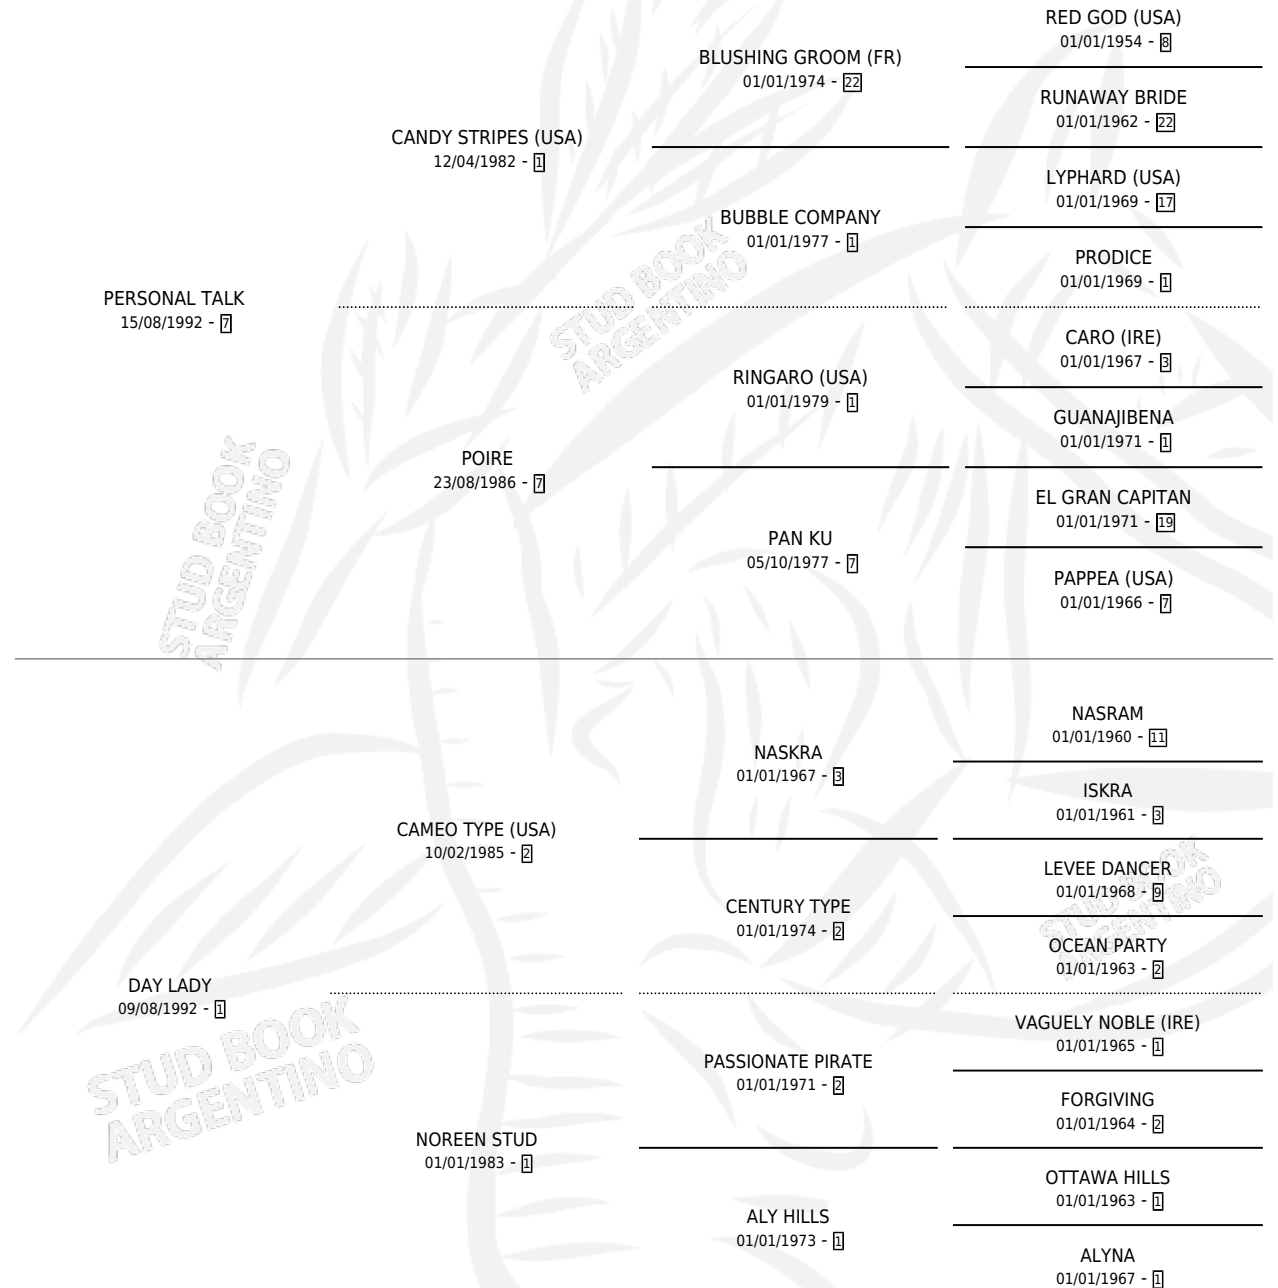 RED GOD (USA)
01/01/1954 - 8
BLUSHING GROOM (FR)
01/01/1974 - 22
RUNAWAY BRIDE
01/01/1962 - 22
CANDY STRIPES (USA)
12/04/1982 - 1
LYPHARD (USA)
01/01/1969 - 17
BUBBLE COMPANY
01/01/1977 - 1
PRODICE
01/01/1969 - 1
PERSONAL TALK
15/08/1992 - 7
STUD BOOK
ARGENTINO
CARO (IRE)
01/01/1967 - 3
RINGARO (USA)
01/01/1979 - 1
GUANAJIBENA
01/01/1971 - 1
POIRE
23/08/1986 - 7
EL GRAN CAPITAN
01/01/1971 - 19
PAN KU
05/10/1977 - 7
PAPPEA (USA)
01/01/1966 - 7
STUD BOOK
ARGENTINO
NASRAM
01/01/1960 - 11
NASKRA
01/01/1967 - 3
ISKRA
01/01/1961 - 3
CAMEO TYPE (USA)
10/02/1985 - 2
LEVEE DANCER
01/01/1968 - 9
CENTURY TYPE
01/01/1974 - 2
STUD BOOK
ARGENTINO
OCEAN PARTY
01/01/1963 - 2
DAY LADY
09/08/1992 - 1
VAGUELY NOBLE (IRE)
01/01/1965 - 1
PASSIONATE PIRATE
01/01/1971 - 2
FORGIVING
01/01/1964 - 2
STUD BOOK
ARGENTINO
NOREEN STUD
01/01/1983 - 1
OTTAWA HILLS
01/01/1963 - 1
ALY HILLS
01/01/1973 - 1
ALYNA
01/01/1967 - 1